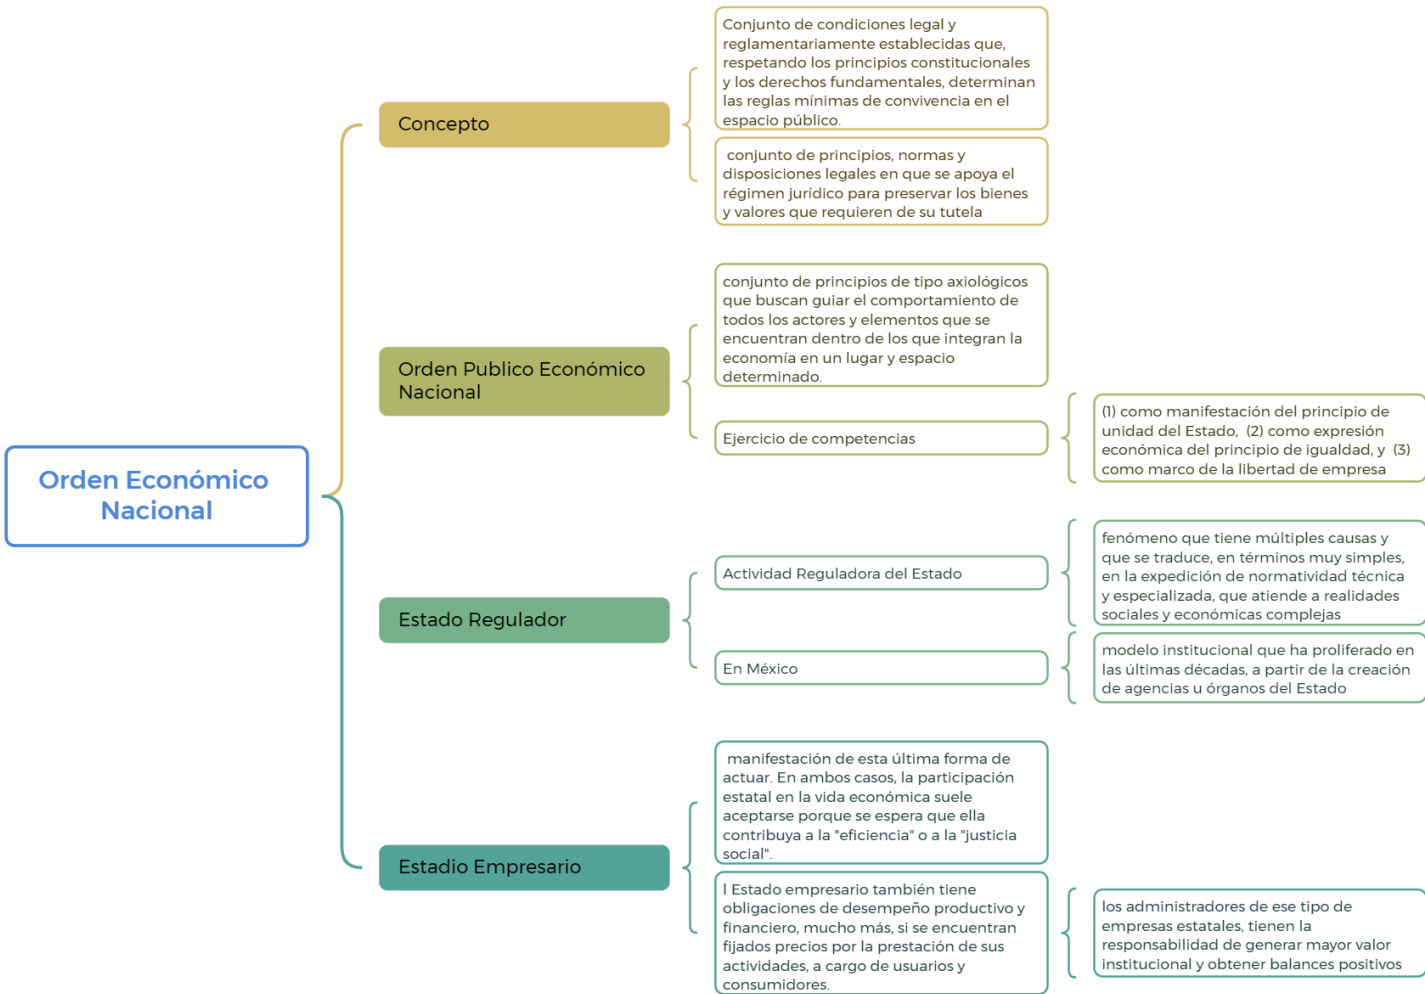 Orden Económico
Nacional
Concepto
Conjunto de condiciones legal y
reglamentariamente establecidas que,
respetando los principios constitucionales
y los derechos fundamentales, determinan
las reglas mínimas de convivencia en el
espacio público.
conjunto de principios, normas y
disposiciones legales en que se apoya el
régimen jurídico para preservar los bienes
y valores que requieren de su tutela
Orden Publico Económico
Nacional
conjunto de principios de tipo axiológicos
que buscan guiar el comportamiento de
todos los actores y elementos que se
encuentran dentro de los que integran la
economía en un lugar y espacio
determinado.
Ejercicio de competencias
(1) como manifestación del principio de
unidad del Estado, (2) como expresión
económica del principio de igualdad, y (3)
como marco de la libertad de empresa
Estado Regulador
Actividad Reguladora del Estado
fenómeno que tiene múltiples causas y
que se traduce, en términos muy simples,
en la expedición de normatividad técnica
y especializada, que atiende a realidades
sociales y económicas complejas
En México
modelo institucional que ha proliferado en
las últimas décadas, a partir de la creación
de agencias u órganos del Estado
Estadio Empresario
manifestación de esta última forma de
actuar. En ambos casos, la participación
estatal en la vida económica suele
aceptarse porque se espera que ella
contribuya a la "eficiencia" o a la "justicia
social".
l Estado empresario también tiene
obligaciones de desempeño productivo y
financiero, mucho más, si se encuentran
fijados precios por la prestación de sus
actividades, a cargo de usuarios y
consumidores.
los administradores de ese tipo de
empresas estatales, tienen la
responsabilidad de generar mayor valor
institucional y obtener balances positivos